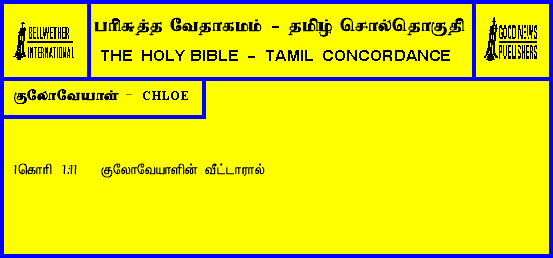 BELLWETHER
INTERNATIONAL
பரிசுத்த வேதாகமம் - தமிழ் சொல்தொகுதி
THE HOLY BIBLE - TAMIL CONCORDANCE
GOOD NEWS
PUBLISHERS
குலோவேயாள் - CHLOE
1கொரி 1:11 குலோவேயாளின் வீட்டாரால்